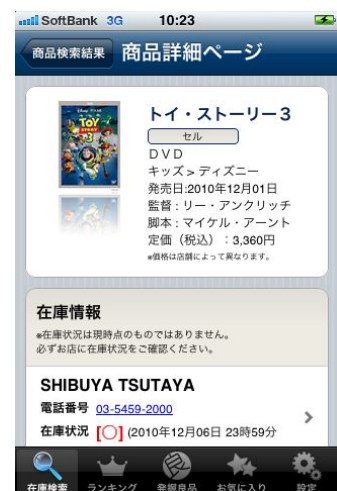 SoftBank 3G 10:23
商品検索結果 商品詳細ページ
TOY STORY 3
トイ・ストーリー3
セル
DVD
キッズ > ディズニー
発売日:2010年12月01日
監督 : リー・アンクリッチ
脚本 : マイケル・アーント
定価（税込）: 3,360円
※価格は店舗によって異なります。
在庫情報
※在庫状況は現時点のものではありません。
必ずお店に在庫状況をご確認ください。
SHIBUYA TSUTAYA
電話番号 03-5459-2000
在庫状況 [〇] (2010年12月06日 23時59分
在庫検索 ランキング 発掘良品 お気に入り 設定